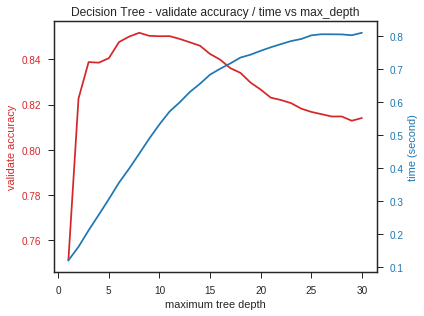 Decision Tree - validate accuracy / time vs max_depth
validate accuracy
0.84
0.82
0.80
0.78
0.76
0.8
0.7
0.6
0.5
0.4
0.3
0.2
0.1
time (second)
0 5 10 15 20 25 30
maximum tree depth